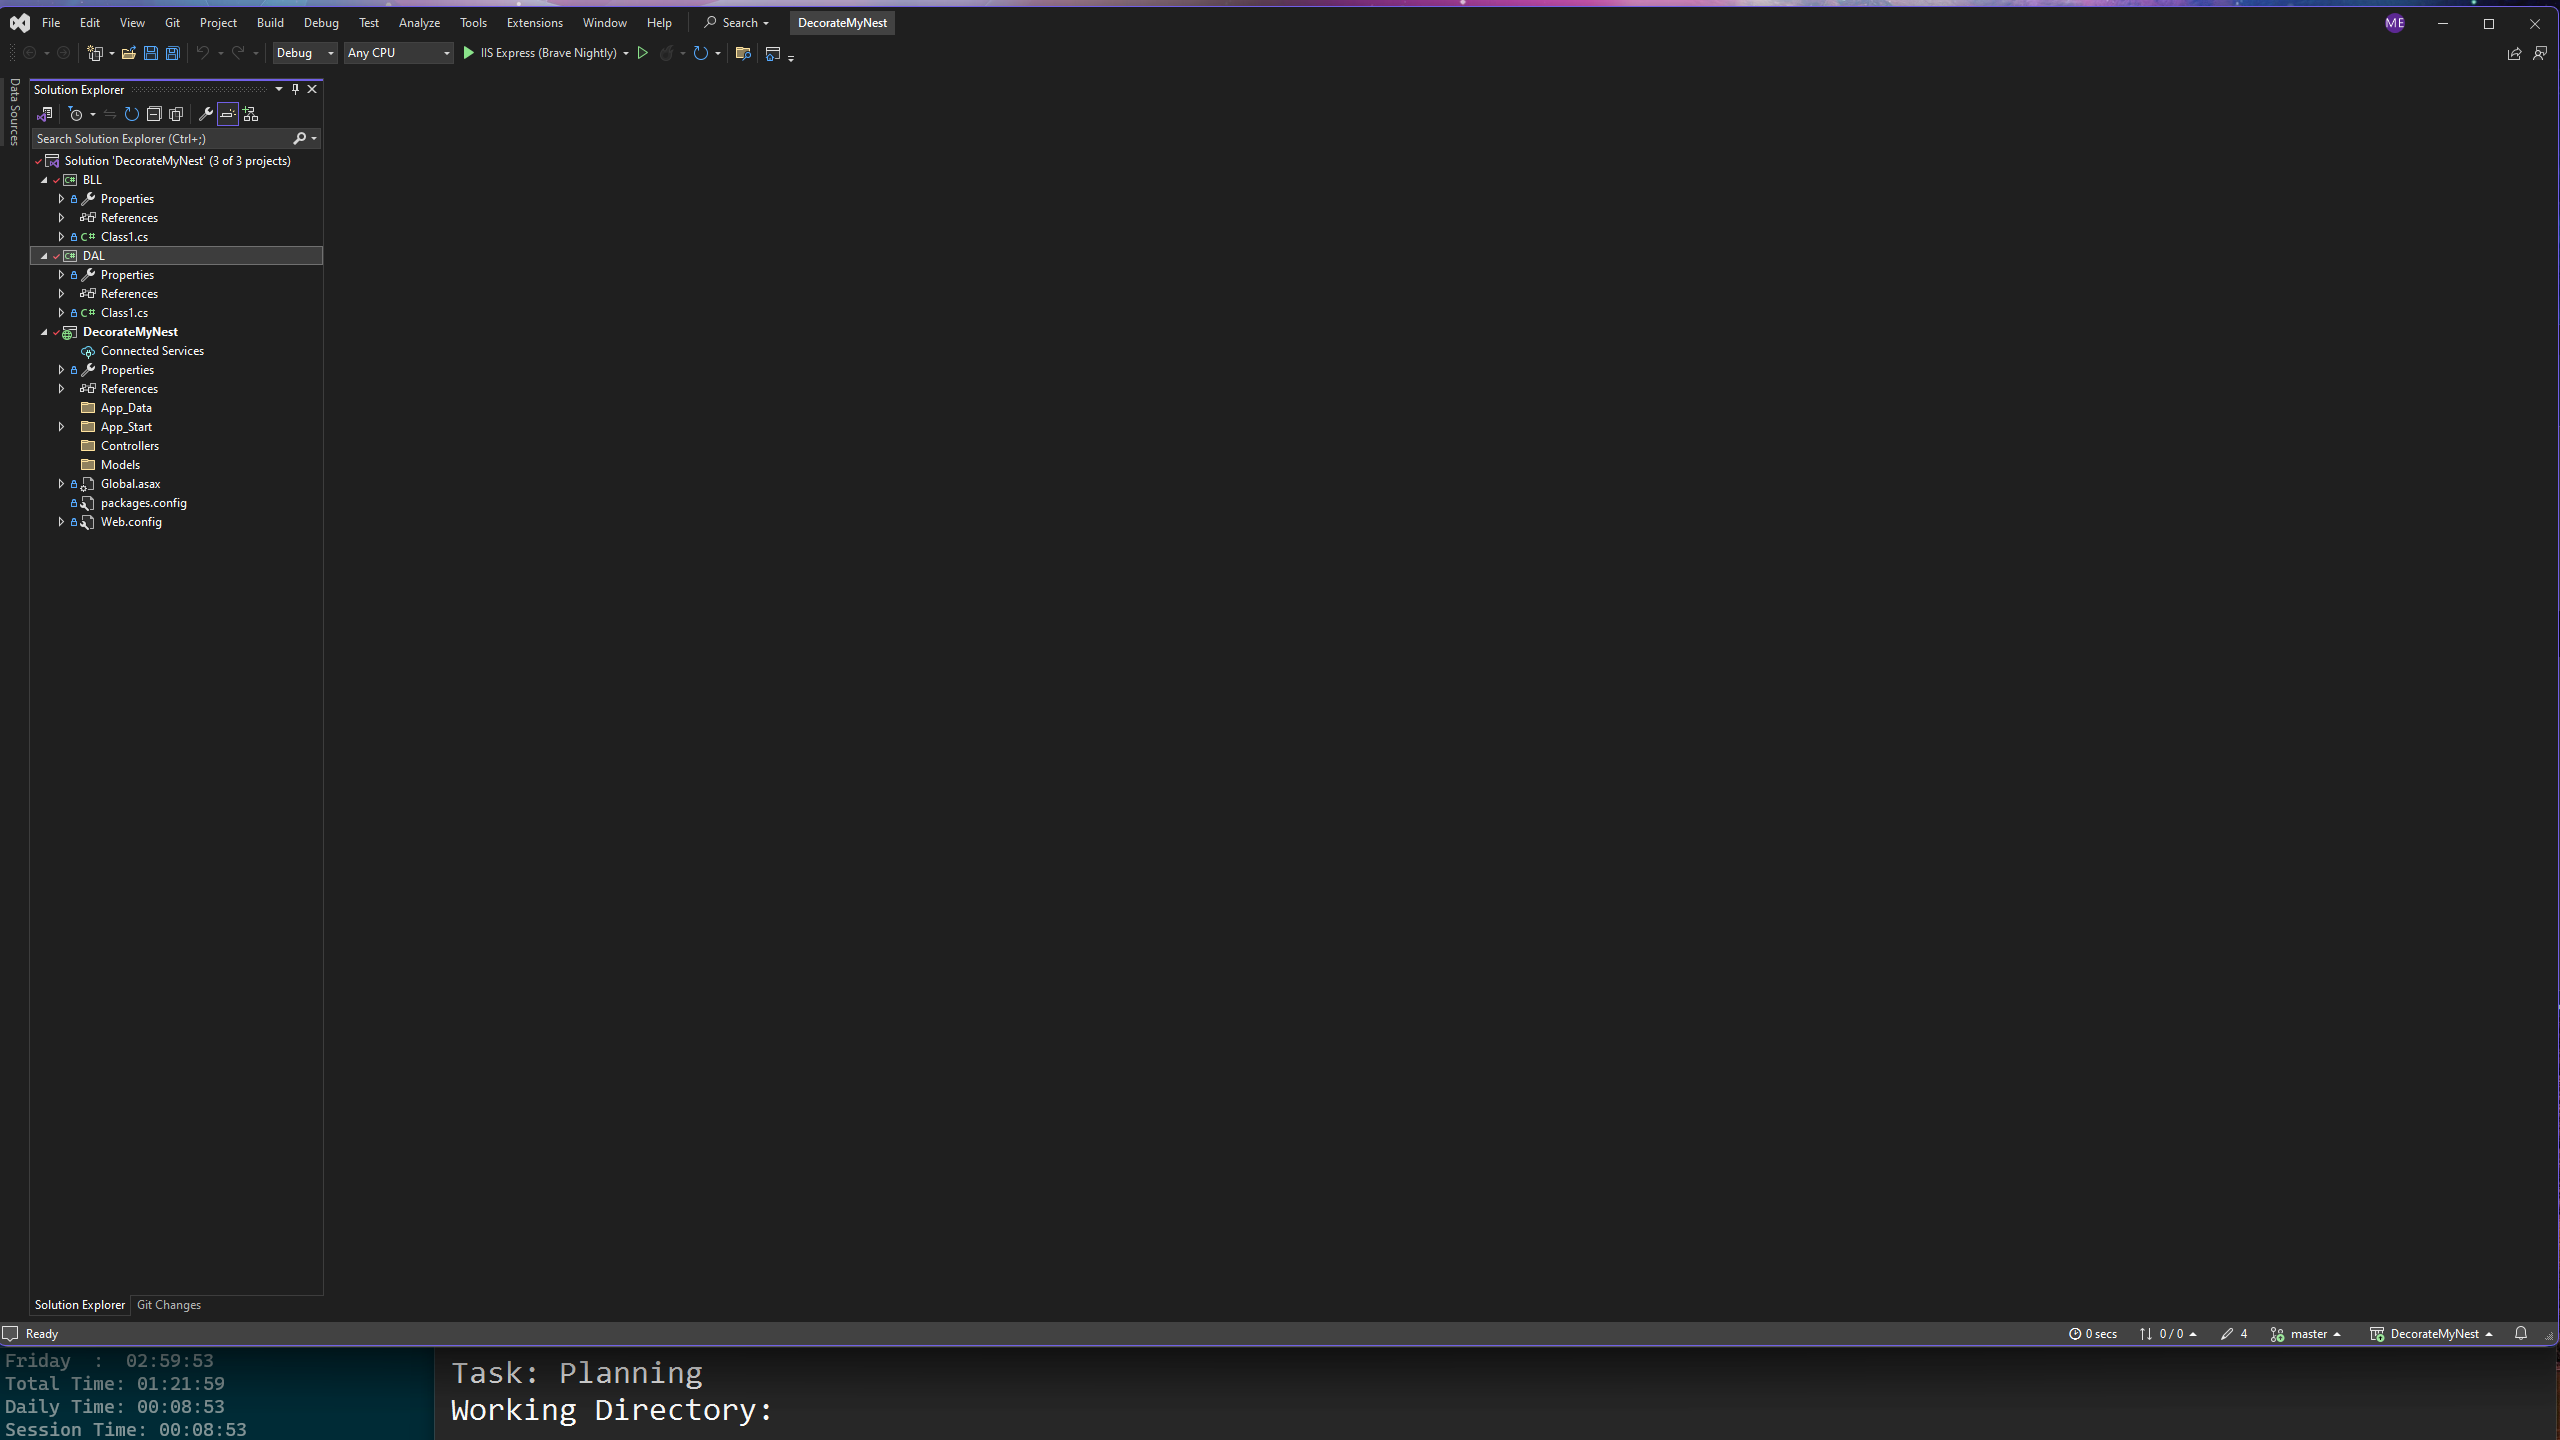 File Edit View Git Project Build Debug Test Analyze Tools Extensions Window Help Search DecorateMyNest ME
Debug Any CPU IIS Express (Brave Nightly)
Data Sources
Solution Explorer
Search Solution Explorer (Ctrl+;)
Solution 'DecorateMyNest' (3 of 3 projects)
C# BLL
Properties
References
C# Class1.cs
C# DAL
Properties
References
C# Class1.cs
DecorateMyNest
Connected Services
Properties
References
App_Data
App_Start
Controllers
Models
Global.asax
packages.config
Web.config
Solution Explorer Git Changes
Ready 0 secs 0 / 0 4 master DecorateMyNest
Friday : 02:59:53
Total Time: 01:21:59
Daily Time: 00:08:53
Session Time: 00:08:53
Task: Planning
Working Directory: